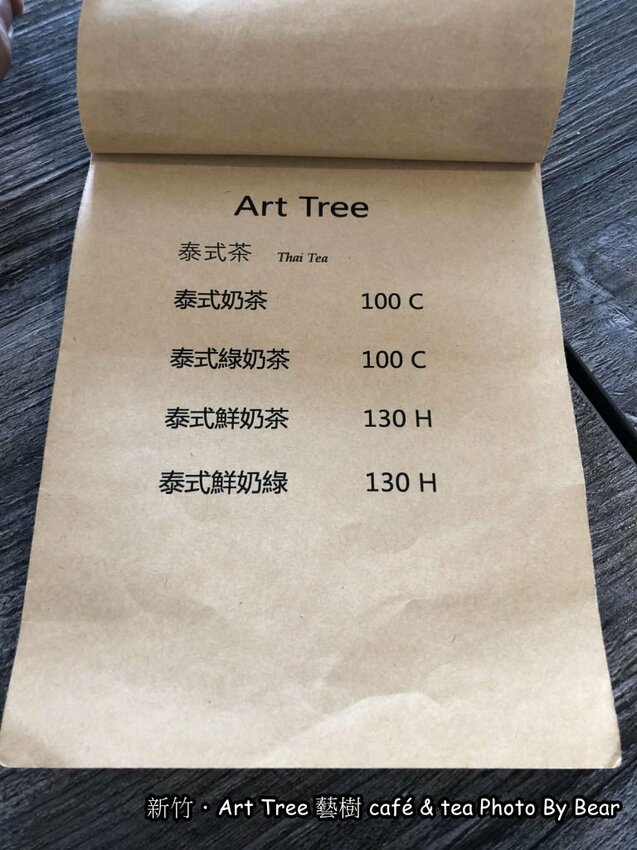 Art Tree
泰式茶 Thai Tea
泰式奶茶 100 C
泰式綠奶茶 100 C
泰式鮮奶茶 130 H
泰式鮮奶綠 130 H
新竹・Art Tree 藝樹 café & tea Photo By Bear